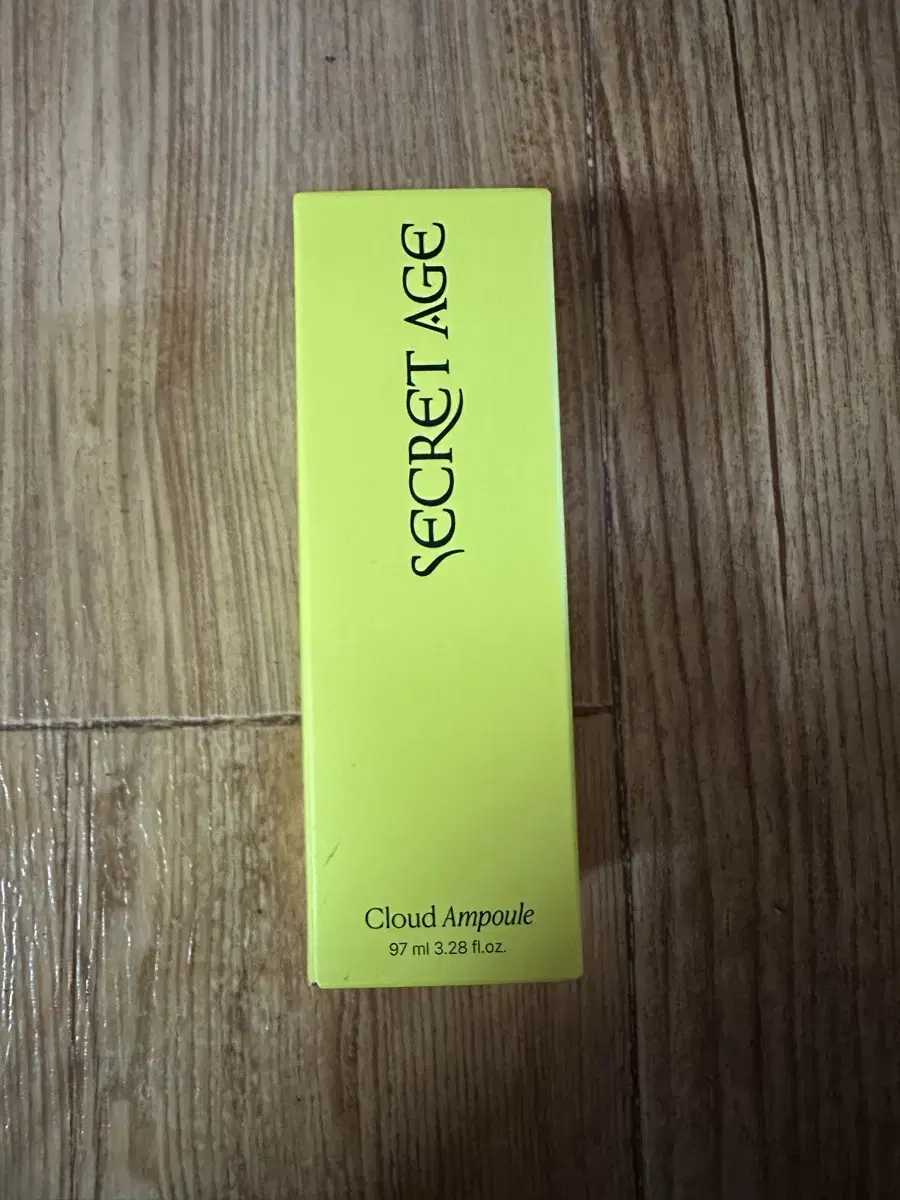 SECRET AGE
Cloud Ampoule
97 ml 3.28 fl.oz.